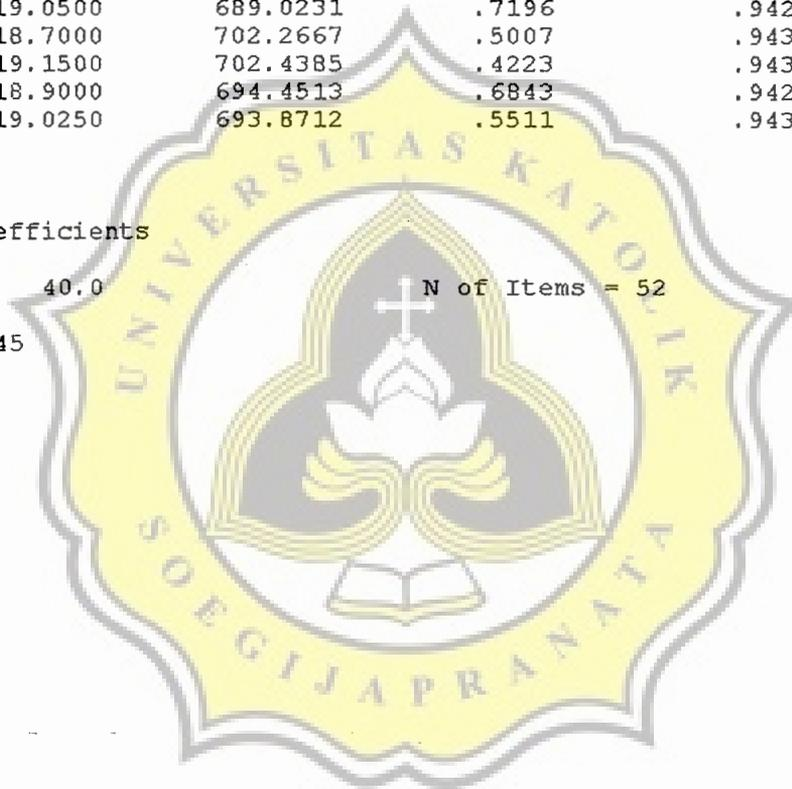 19.0500 689.0231 .7196 .942
18.7000 702.2667 .5007 .943
19.1500 702.4385 .4223 .943
18.9000 694.4513 .6843 .942
19.0250 693.8712 .5511 .943
efficients
40.0 N of Items = 52
45
UNIVERSITAS KATOLIK
SOEGIJAPRANATA